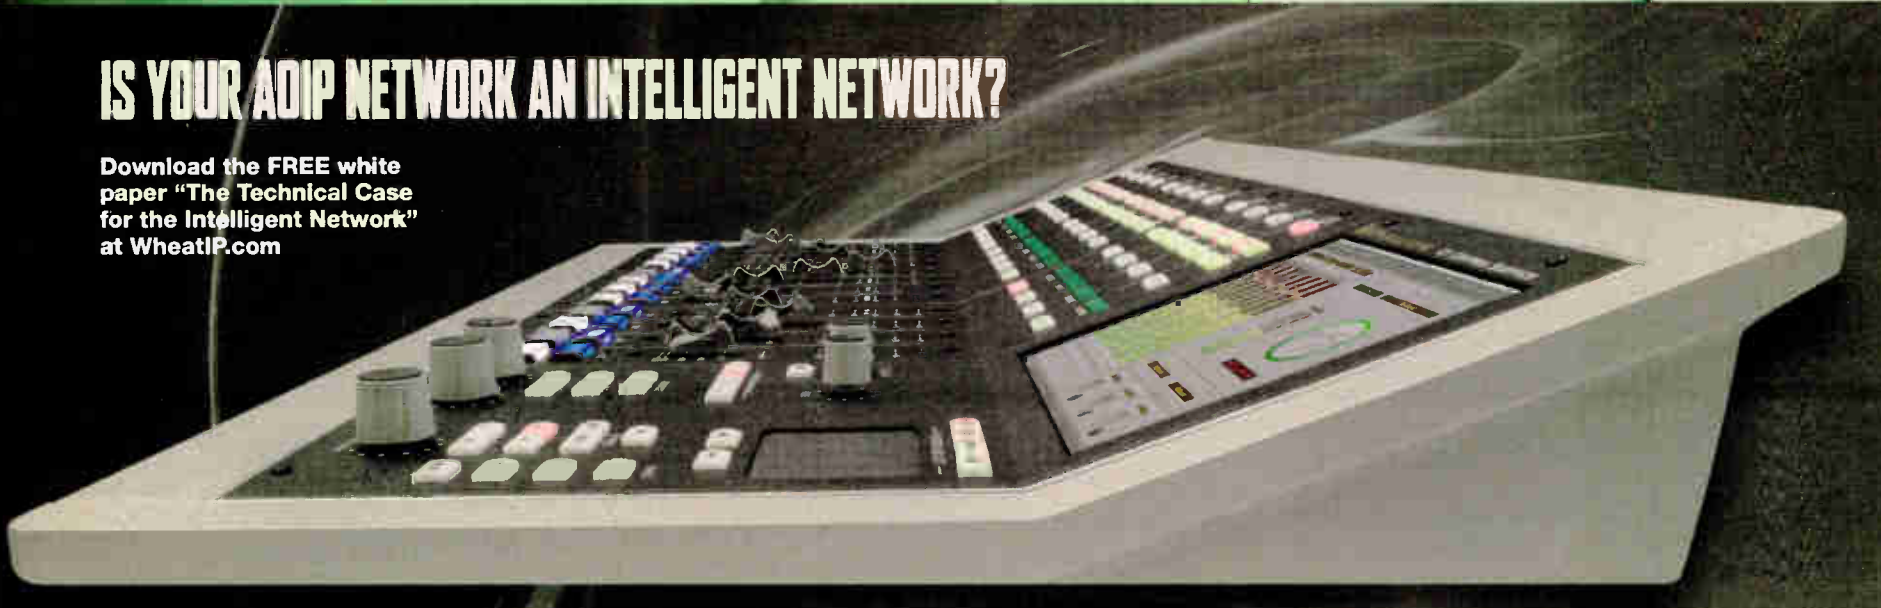 IS YOUR AOIP NETWORK AN INTELLIGENT NETWORK?
Download the FREE white
paper “The Technical Case
for the Intelligent Network”
at WheatIP.com